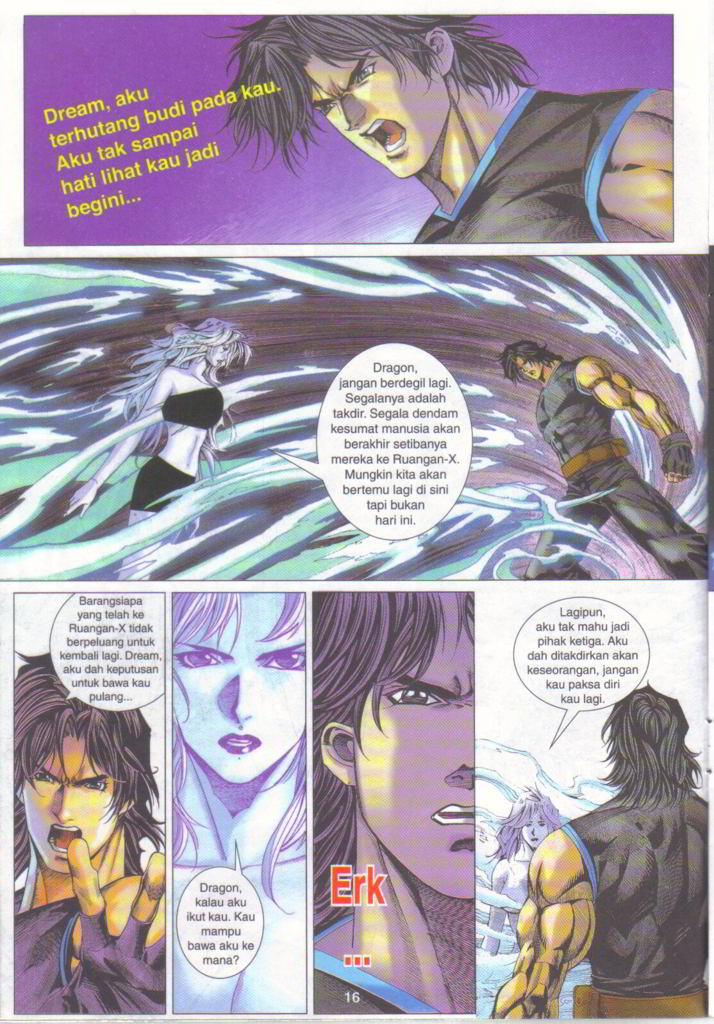 Dream, aku
terhutang budi pada kau.
Aku tak sampai
hati lihat kau jadi
begini...
Dragon,
jangan berdegil lagi.
Segalanya adalah
takdir. Segala dendam
kesumat manusia akan
berakhir setibanya
mereka ke Ruangan-X.
Mungkin kita akan
bertemu lagi di sini
tapi bukan
hari ini.
Barangsiapa
yang telah ke
Ruangan-X tidak
berpeluang untuk
kembali lagi. Dream,
aku dah keputusan
untuk bawa kau
pulang...
Dragon,
kalau aku
ikut kau. Kau
mampu
bawa aku ke
mana?
Erk
...
Lagipun,
aku tak mahu jadi
pihak ketiga. Aku
dah ditakdirkan akan
keseorangan, jangan
kau paksa diri
kau lagi.
16